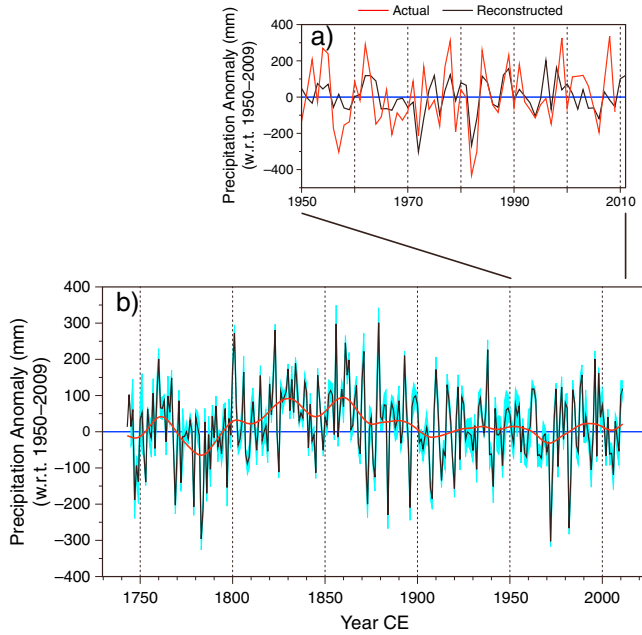 Actual Reconstructed
a)
Precipitation Anomaly (mm)
(w.r.t. 1950–2009)
400
200
0
−200
−400
1950 1970 1990 2010
b)
Precipitation Anomaly (mm)
(w.r.t. 1950–2009)
400
300
200
100
0
−100
−200
−300
−400
1750 1800 1850 1900 1950 2000
Year CE